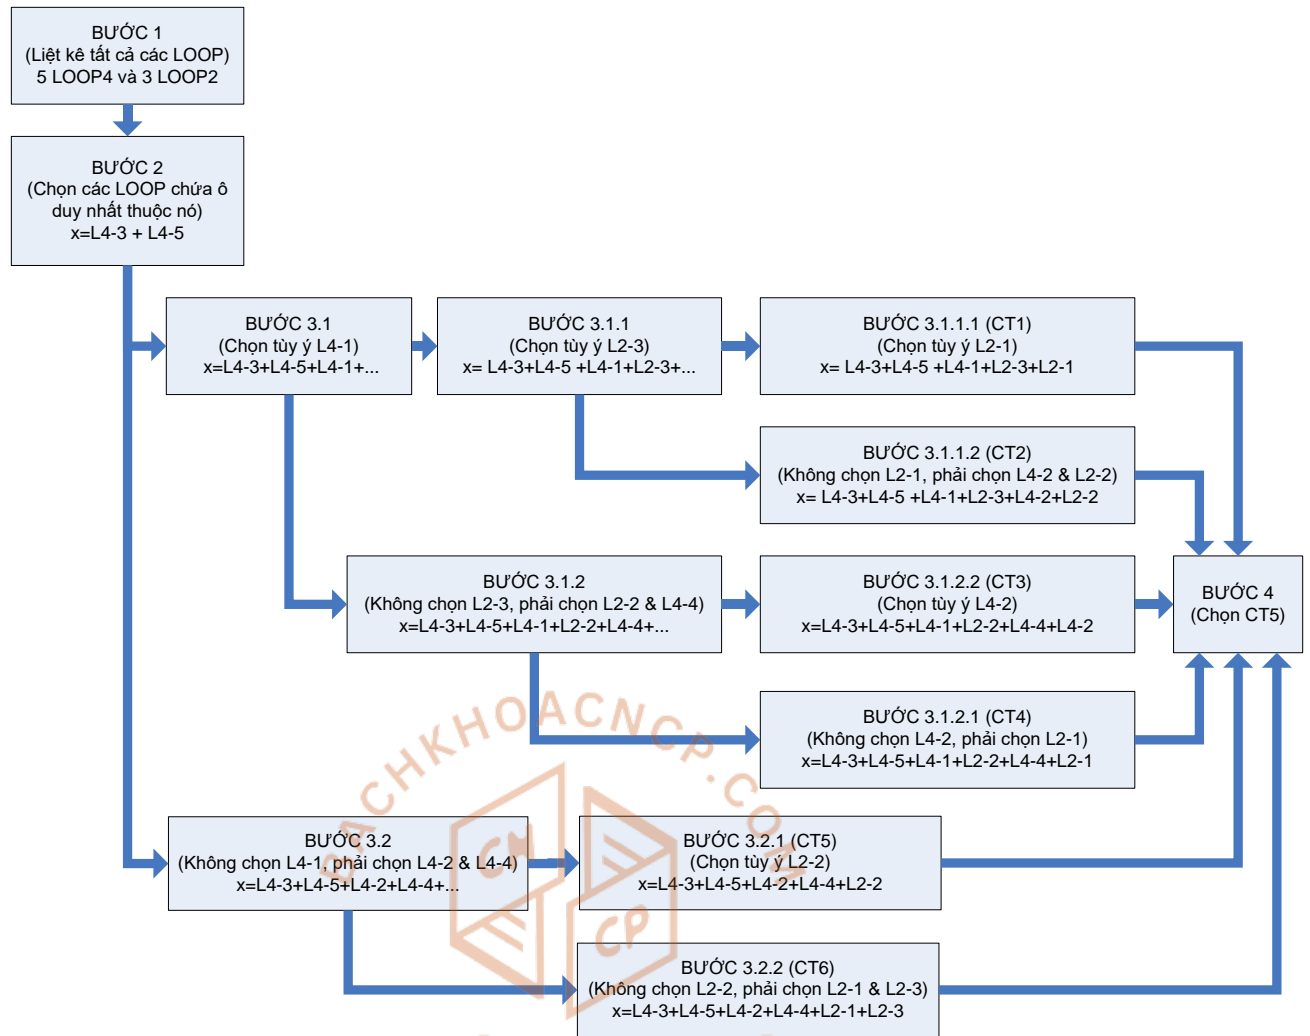 BƯỚC 1
(Liệt kê tất cả các LOOP)
5 LOOP4 và 3 LOOP2
BƯỚC 2
(Chọn các LOOP chứa ô
duy nhất thuộc nó)
x=L4-3 + L4-5
BƯỚC 3.1
(Chọn tùy ý L4-1)
x=L4-3+L4-5+L4-1+...
BƯỚC 3.1.1
(Chọn tùy ý L2-3)
x= L4-3+L4-5 +L4-1+L2-3+...
BƯỚC 3.1.1.1 (CT1)
(Chọn tùy ý L2-1)
x= L4-3+L4-5 +L4-1+L2-3+L2-1
BƯỚC 3.1.1.2 (CT2)
(Không chọn L2-1, phải chọn L4-2 & L2-2)
x= L4-3+L4-5 +L4-1+L2-3+L4-2+L2-2
BƯỚC 3.1.2
(Không chọn L2-3, phải chọn L2-2 & L4-4)
x=L4-3+L4-5+L4-1+L2-2+L4-4+...
BƯỚC 3.1.2.2 (CT3)
(Chọn tùy ý L4-2)
x=L4-3+L4-5+L4-1+L2-2+L4-4+L4-2
BƯỚC 4
(Chọn CT5)
BƯỚC 3.1.2.1 (CT4)
(Không chọn L4-2, phải chọn L2-1)
x=L4-3+L4-5+L4-1+L2-2+L4-4+L2-1
BƯỚC 3.2
(Không chọn L4-1, phải chọn L4-2 & L4-4)
x=L4-3+L4-5+L4-2+L4-4+...
BƯỚC 3.2.1 (CT5)
(Chọn tùy ý L2-2)
x=L4-3+L4-5+L4-2+L4-4+L2-2
BƯỚC 3.2.2 (CT6)
(Không chọn L2-2, phải chọn L2-1 & L2-3)
x=L4-3+L4-5+L4-2+L4-4+L2-1+L2-3
BACHKHOACNCP.COM
CN
CP